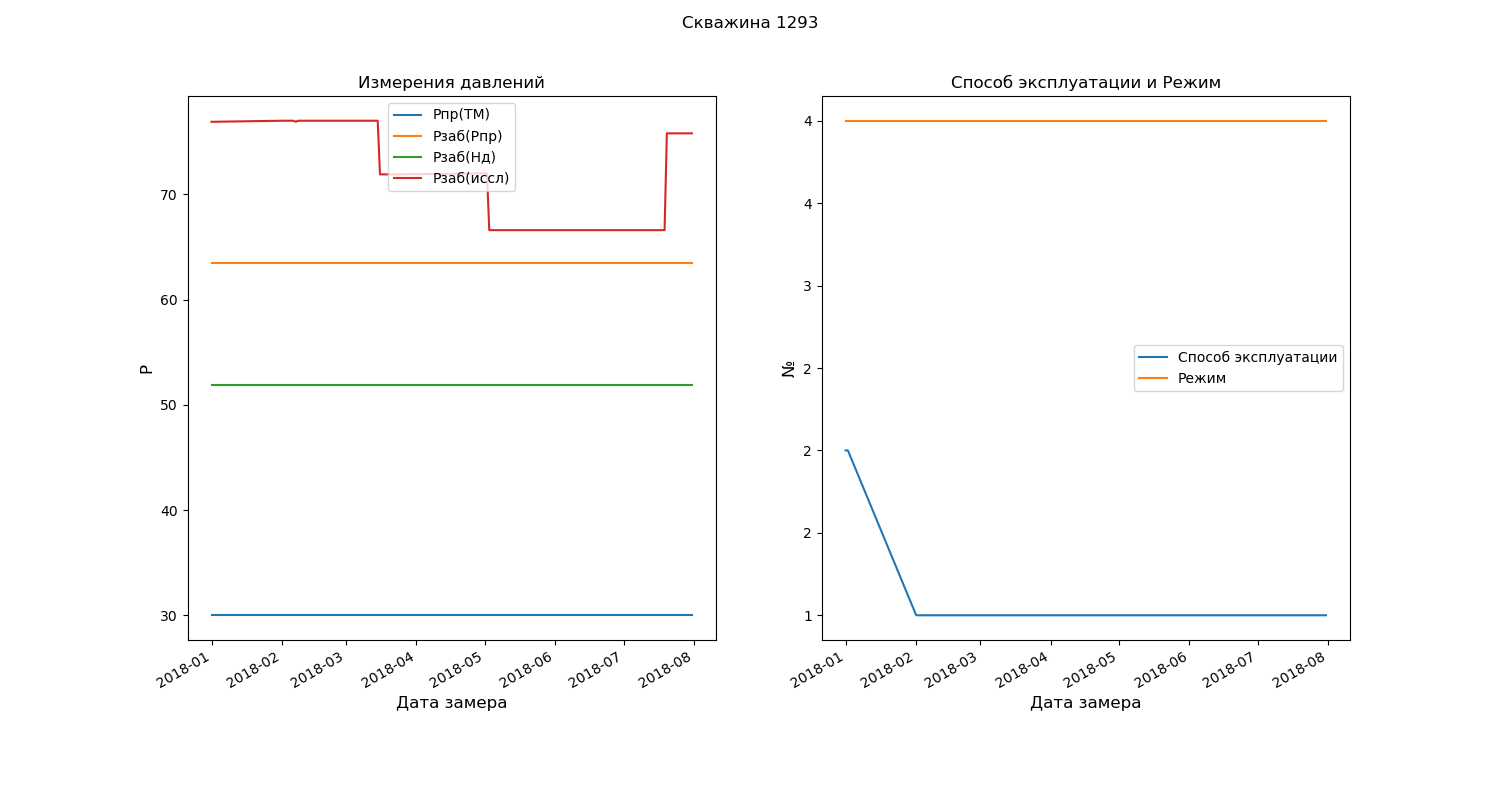 Скважина 1293
Измерения давлений
Рпр(ТМ)
Рзаб(Рпр)
Рзаб(Нд)
Рзаб(иссл)
70
60
50
40
30
Р
2018-01
2018-02
2018-03
2018-04
2018-05
2018-06
2018-07
2018-08
Дата замера
Способ эксплуатации и Режим
4
4
3
2
2
2
1
№
Способ эксплуатации
Режим
2018-01
2018-02
2018-03
2018-04
2018-05
2018-06
2018-07
2018-08
Дата замера